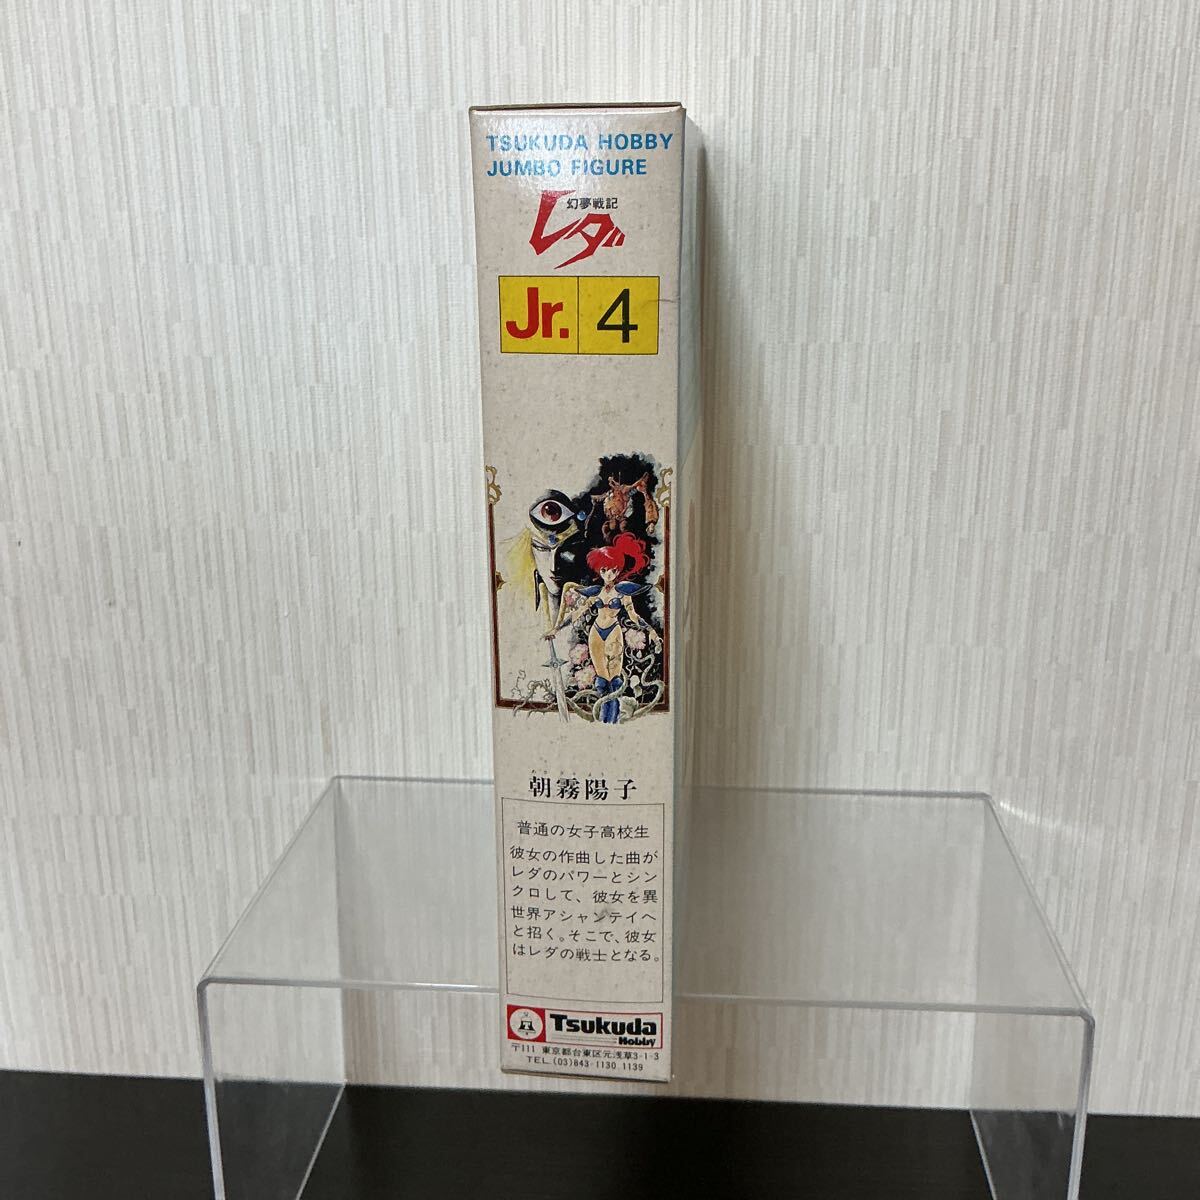 TSUKUDA HOBBY
JUMBO FIGURE
幻夢戦記
レダ
Jr. 4
朝霧陽子
普通の女子高校生
彼女の作曲した曲が
レダのパワーとシン
クロして、彼女を異
世界アシャンテイへ
と招く。そこで、彼女
はレダの戦士となる。
Tsukuda
Hobby
〒111 東京都台東区元浅草3-1-3
TEL.(03)843-1130.1139